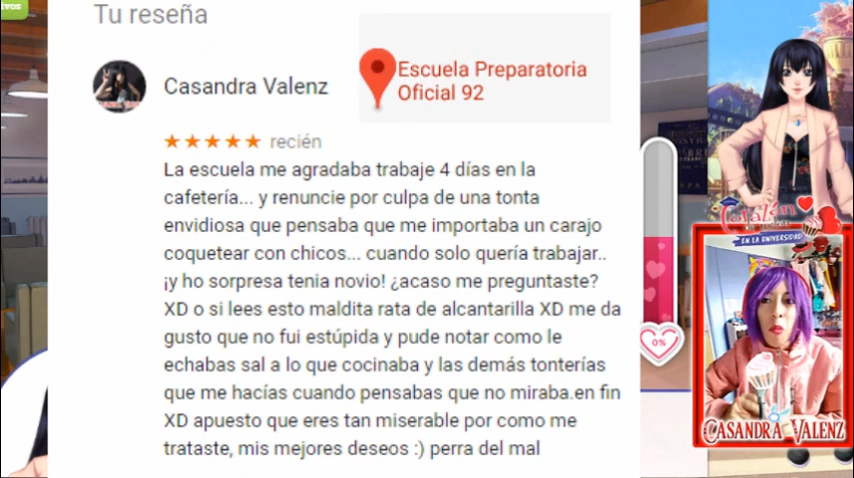 ivos
Tu reseña
Escuela Preparatoria
Oficial 92
Casandra Valenz
★★★★★ recién
La escuela me agradaba trabaje 4 días en la
cafetería... y renuncie por culpa de una tonta
envidiosa que pensaba que me importaba un carajo
coquetear con chicos... cuando solo quería trabajar..
¡y ho sorpresa tenia novio! ¿acaso me preguntaste?
XD o si lees esto maldita rata de alcantarilla XD me da
gusto que no fui estúpida y pude notar como le
echabas sal a lo que cocinaba y las demás tonterías
que me hacías cuando pensabas que no miraba.en fin
XD apuesto que eres tan miserable por como me
trataste, mis mejores deseos :) perra del mal
0%
EN LA UNIVERSIDAD
CASANDRA VALENZ